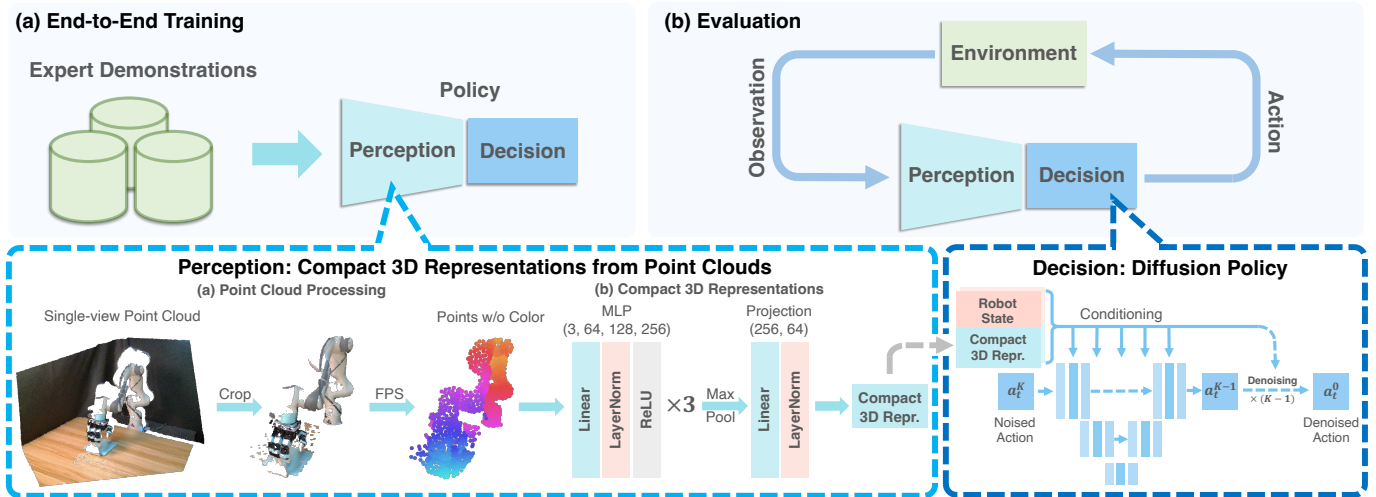 (a) End-to-End Training
Expert Demonstrations
Policy
Perception
Decision
(b) Evaluation
Environment
Observation
Action
Perception
Decision
Perception: Compact 3D Representations from Point Clouds
(a) Point Cloud Processing
(b) Compact 3D Representations
Single-view Point Cloud
Crop
FPS
Points w/o Color
MLP
(3, 64, 128, 256)
Linear
LayerNorm
ReLU
×3
Max
Pool
Projection
(256, 64)
Linear
LayerNorm
Compact
3D Repr.
Decision: Diffusion Policy
Robot
State
Compact
3D Repr.
Conditioning
a_t^K
Noised
Action
a_t^{K-1}
Denoising
× (K − 1)
a_t^0
Denoised
Action